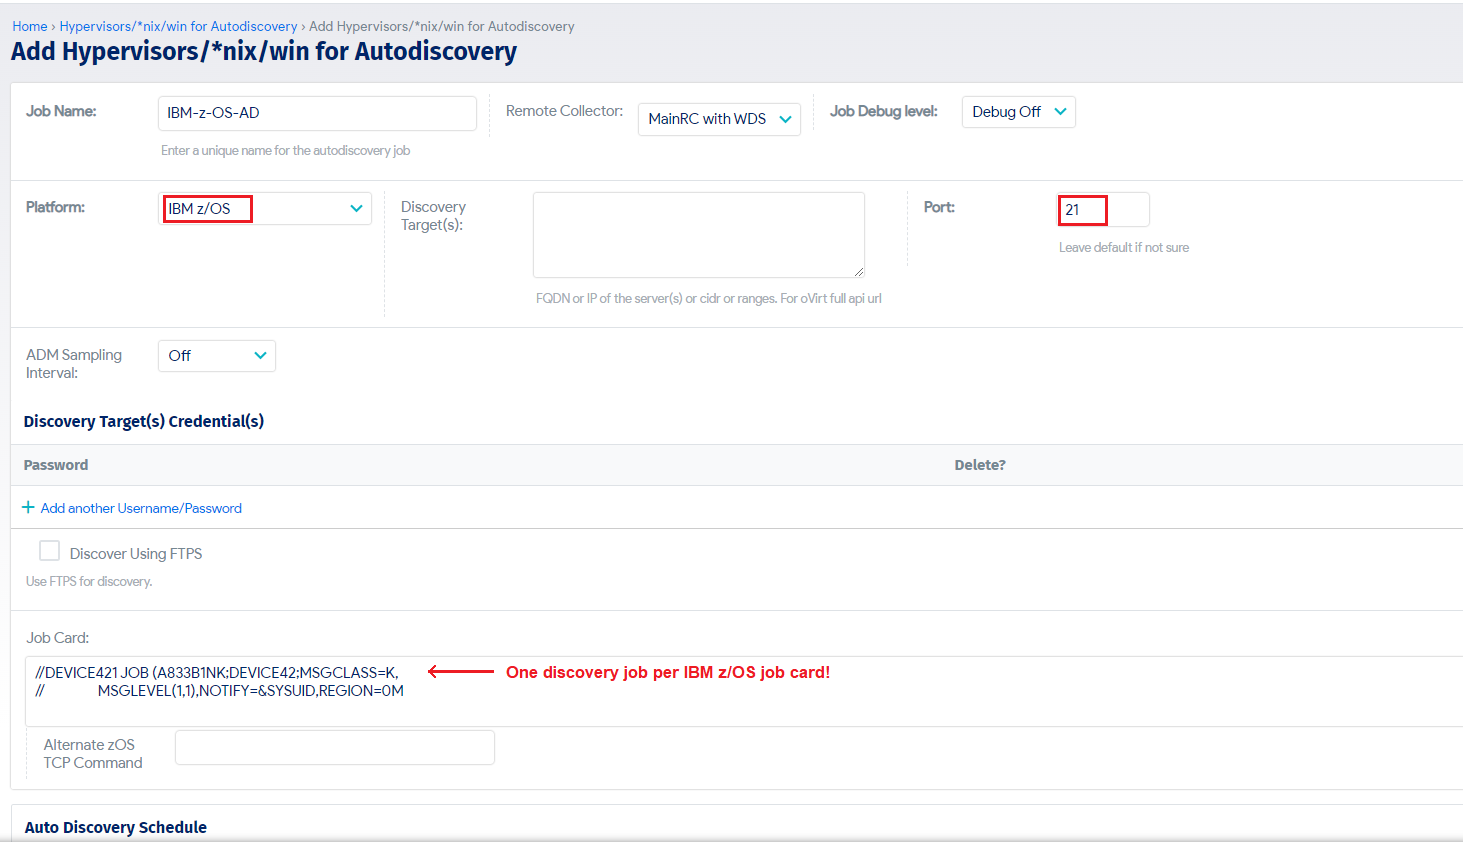 Home › Hypervisors/*nix/win for Autodiscovery › Add Hypervisors/*nix/win for Autodiscovery
Add Hypervisors/*nix/win for Autodiscovery
Job Name:
IBM-z-OS-AD
Enter a unique name for the autodiscovery job
Remote Collector:
MainRC with WDS
Job Debug level:
Debug Off
Platform:
IBM z/OS
Discovery
Target(s):
FQDN or IP of the server(s) or cidr or ranges. For oVirt full api url
Port:
21
Leave default if not sure
ADM Sampling
Interval:
Off
Discovery Target(s) Credential(s)
Password
Delete?
+ Add another Username/Password
Discover Using FTPS
Use FTPS for discovery.
Job Card:
//DEVICE421 JOB (A833B1NK;DEVICE42;MSGCLASS=K,
// MSGLEVEL(1,1),NOTIFY=&SYSUID,REGION=0M
One discovery job per IBM z/OS job card!
Alternate zOS
TCP Command
Auto Discovery Schedule